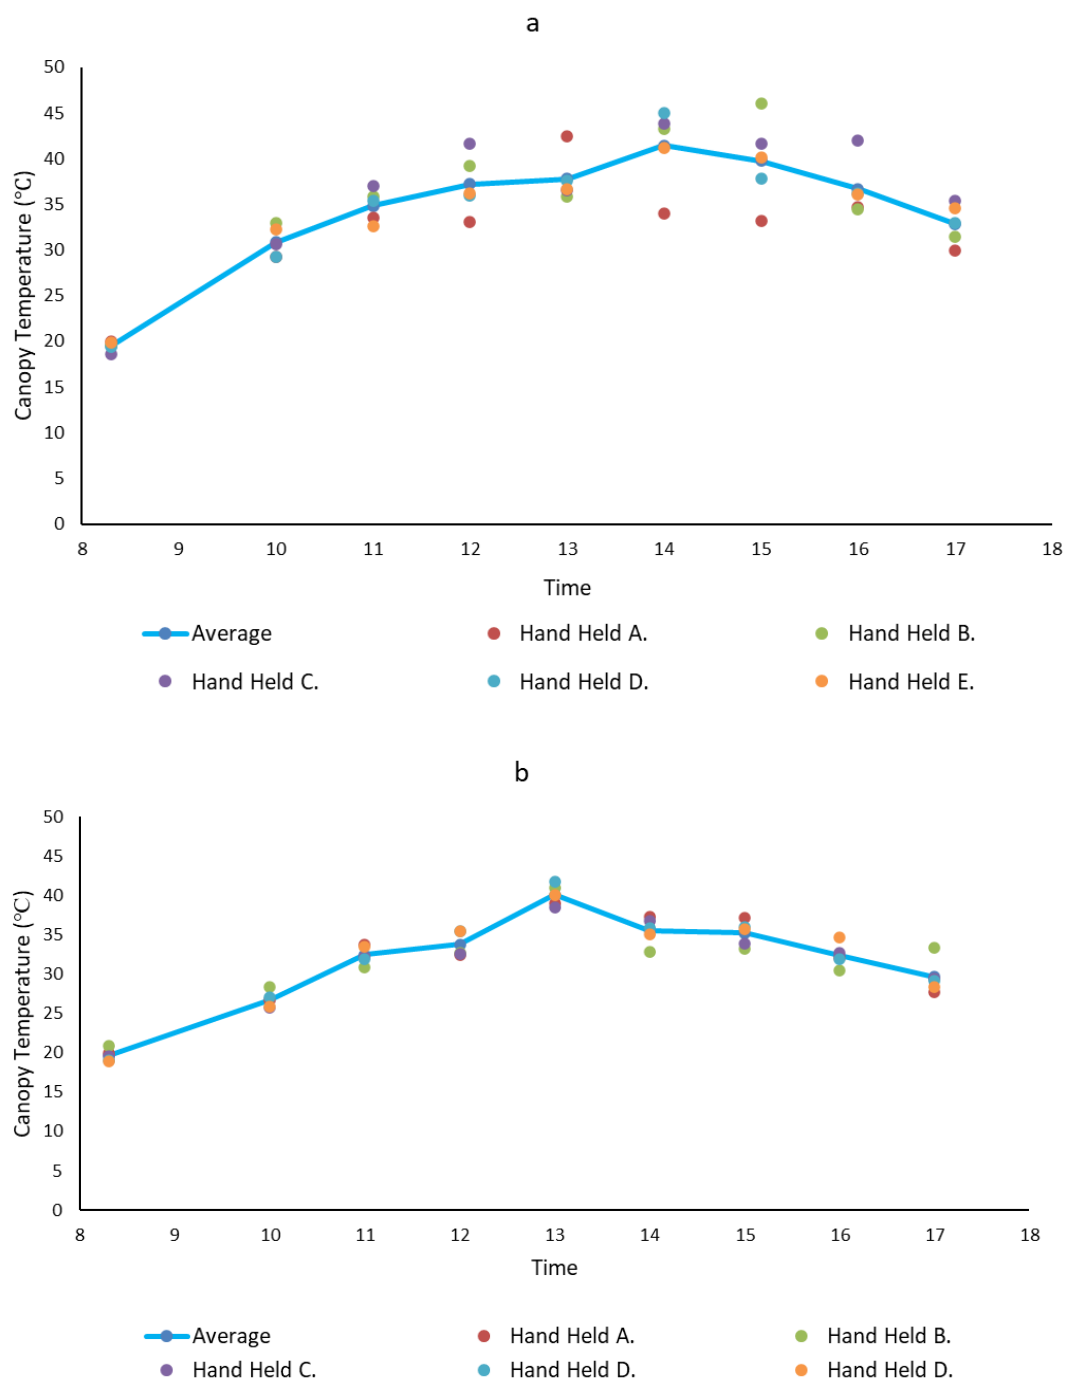 a
50
45
40
35
30
25
20
15
10
5
0
Canopy Temperature (°C)
8 9 10 11 12 13 14 15 16 17 18
Time
Average Hand Held A. Hand Held B.
Hand Held C. Hand Held D. Hand Held E.
b
50
45
40
35
30
25
20
15
10
5
0
Canopy Temperature (°C)
8 9 10 11 12 13 14 15 16 17 18
Time
Average Hand Held A. Hand Held B.
Hand Held C. Hand Held D. Hand Held D.